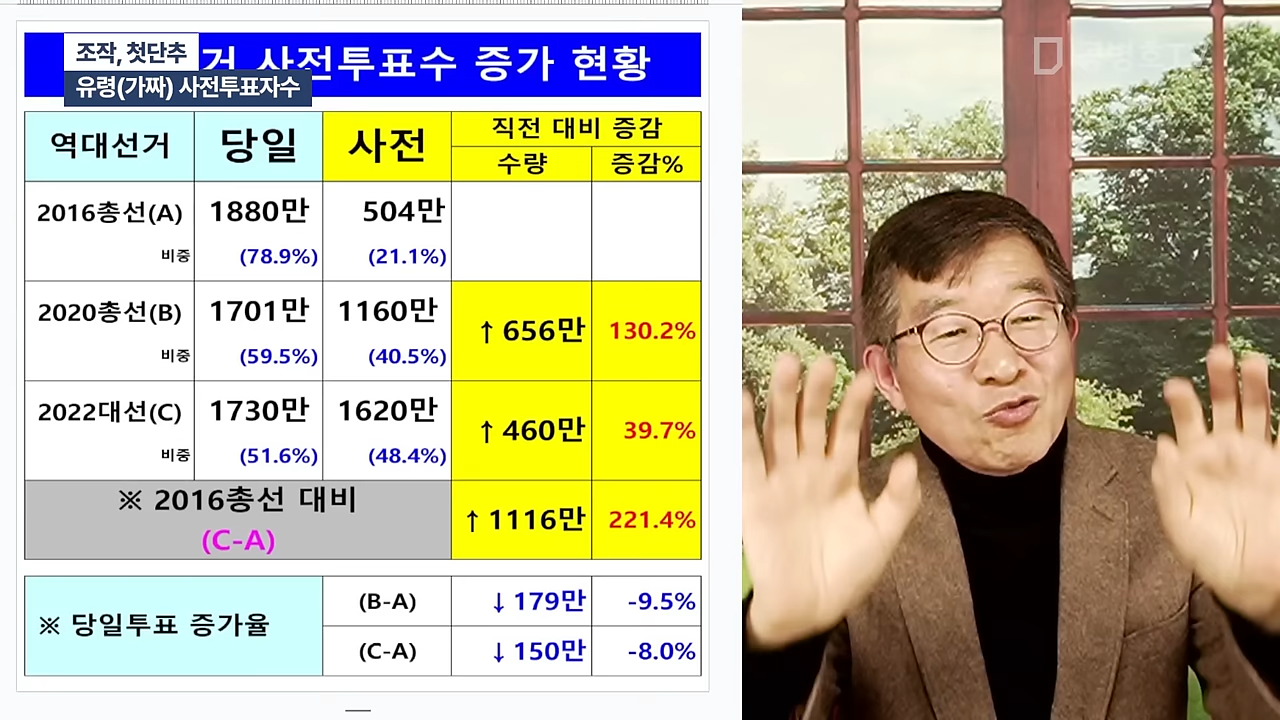 조작, 첫단추
유령(가짜) 사전투표자수
거 사전투표수 증가 현황
역대선거 당일 사전 직전 대비 증감
수량 증감%
2016총선(A) 1880만 504만
비중 (78.9%) (21.1%)
2020총선(B) 1701만 1160만 ↑ 656만 130.2%
비중 (59.5%) (40.5%)
2022대선(C) 1730만 1620만 ↑ 460만 39.7%
비중 (51.6%) (48.4%)
※ 2016총선 대비
(C-A) ↑ 1116만 221.4%
※ 당일투표 증가율 (B-A) ↓ 179만 -9.5%
(C-A) ↓ 150만 -8.0%